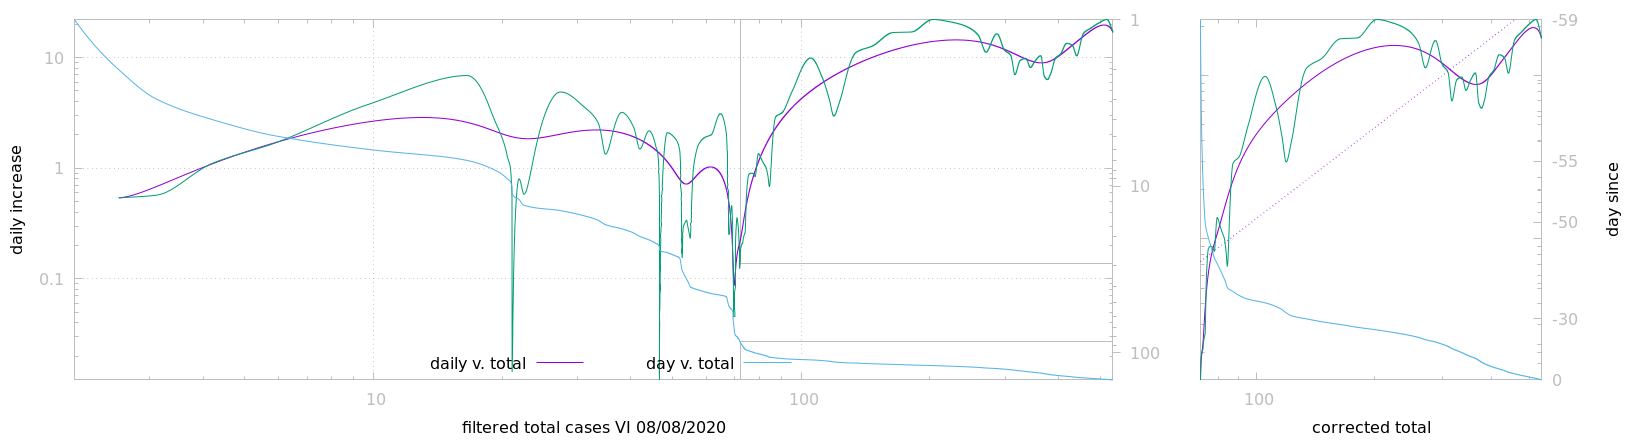 1
-59
10
daily increase
1
10
-55
-50
day since
0.1
-30
daily v. total
day v. total
100
0
10
100
100
filtered total cases VI 08/08/2020
corrected total